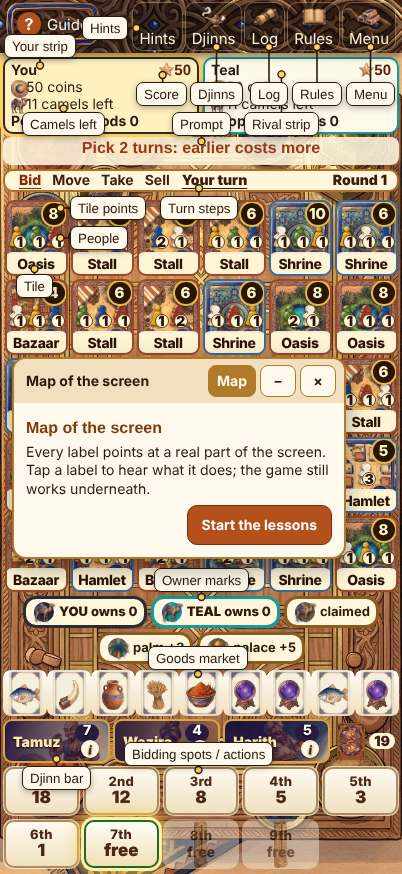 ? Guide
Hints
Hints Djinns Log Rules Menu
Your strip
You 50
Teal 50
50 coins
11 camels left
Score Djinns Log Rules Menu
Camels left Prompt Rival strip
Pick 2 turns: earlier costs more
Bid Move Take Sell Your turn Round 1
Tile points Turn steps
8 6 10 6
People
Oasis Stall Stall Stall Shrine Shrine
Tile
6 6 8 8
Bazaar Stall Stall Shrine Oasis Oasis
6
Stall
Map of the screen Map − ×
Map of the screen
Every label points at a real part of the screen.
Tap a label to hear what it does; the game still
works underneath.
Start the lessons
5
Hamlet
8
Bazaar Hamlet Shrine Oasis
Owner marks
YOU owns 0 TEAL owns 0 claimed
palace +5
Goods market
Tamuz 7 i 4 5 i 19
Bidding spots / actions
Djinn bar
18
2nd
12
3rd
8
4th
5
5th
3
6th
1
7th
free
8th
free
9th
free